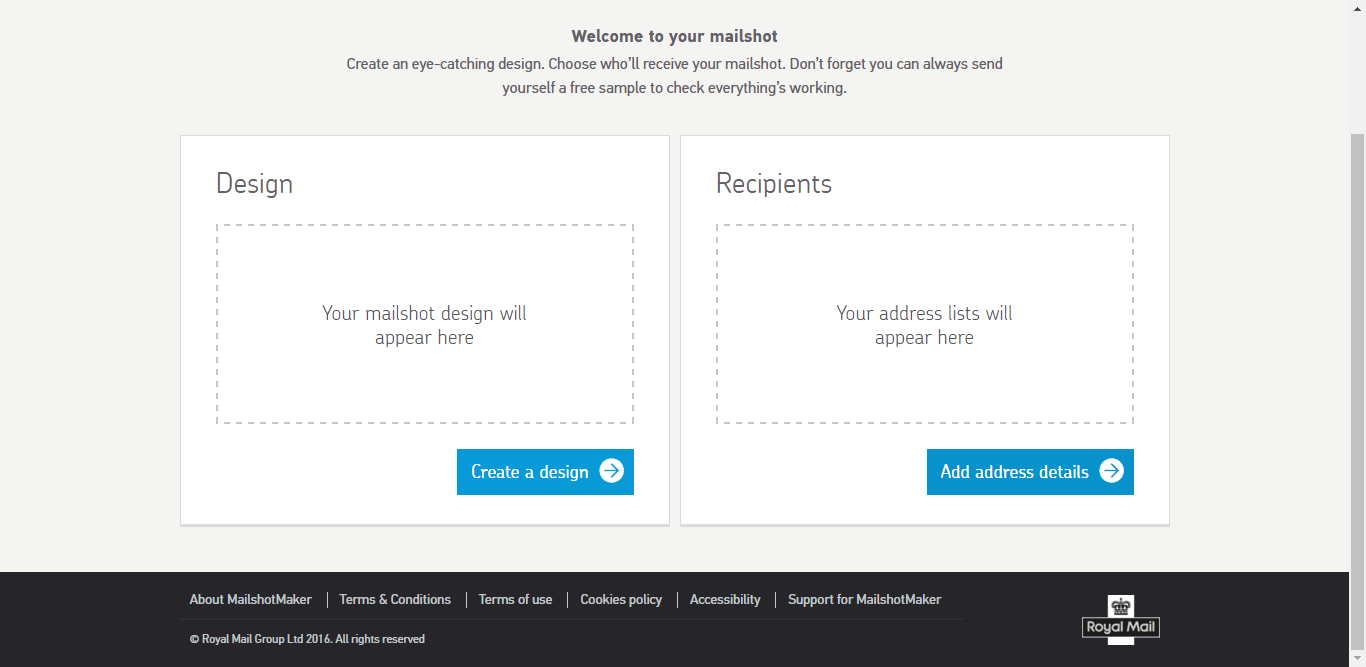 Welcome to your mailshot
Create an eye-catching design. Choose who'll receive your mailshot. Don't forget you can always send
yourself a free sample to check everything's working.
Design
Your mailshot design will
appear here
Create a design
Recipients
Your address lists will
appear here
Add address details
About MailshotMaker
Terms & Conditions
Terms of use
Cookies policy
Accessibility
Support for MailshotMaker
© Royal Mail Group Ltd 2016. All rights reserved
Royal Mail